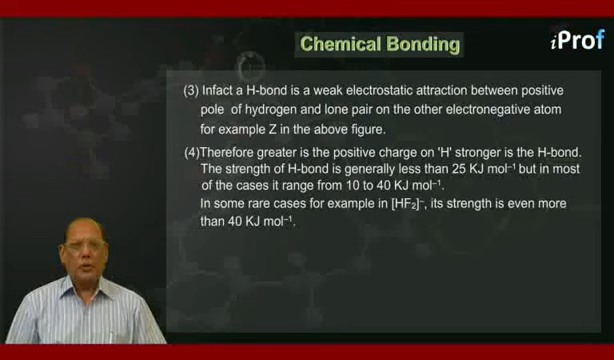 Chemical Bonding
iProf
(3) Infact a H-bond is a weak electrostatic attraction between positive
pole of hydrogen and lone pair on the other electronegative atom
for example Z in the above figure.
(4)Therefore greater is the positive charge on 'H' stronger is the H-bond.
The strength of H-bond is generally less than 25 KJ mol⁻¹ but in most
of the cases it range from 10 to 40 KJ mol⁻¹.
In some rare cases for example in [HF₂]⁻, its strength is even more
than 40 KJ mol⁻¹.